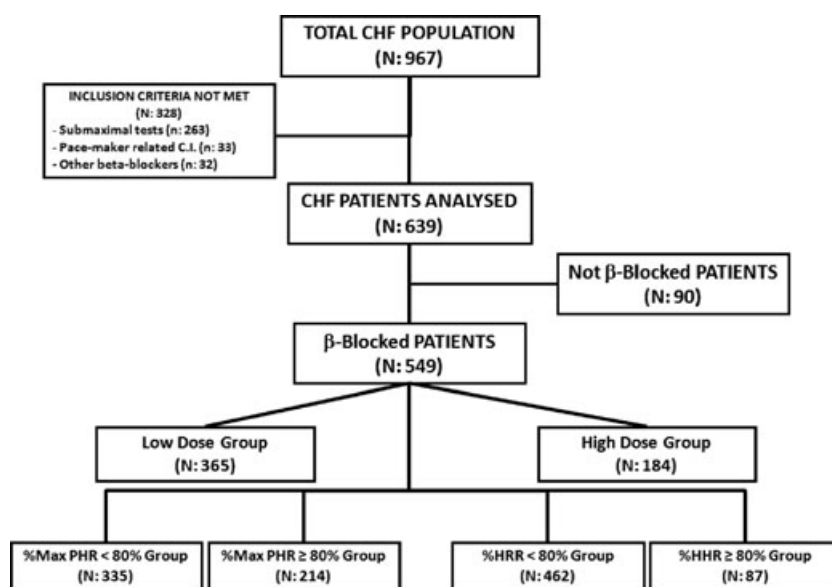 TOTAL CHF POPULATION
(N: 967)
INCLUSION CRITERIA NOT MET
(N: 328)
- Submaximal tests (n: 263)
- Pace-maker related C.I. (n: 33)
- Other beta-blockers (n: 32)
CHF PATIENTS ANALYSED
(N: 639)
Not β-Blocked PATIENTS
(N: 90)
β-Blocked PATIENTS
(N: 549)
Low Dose Group
(N: 365)
High Dose Group
(N: 184)
%Max PHR < 80% Group
(N: 335)
%Max PHR ≥ 80% Group
(N: 214)
%HRR < 80% Group
(N: 462)
%HHR ≥ 80% Group
(N: 87)